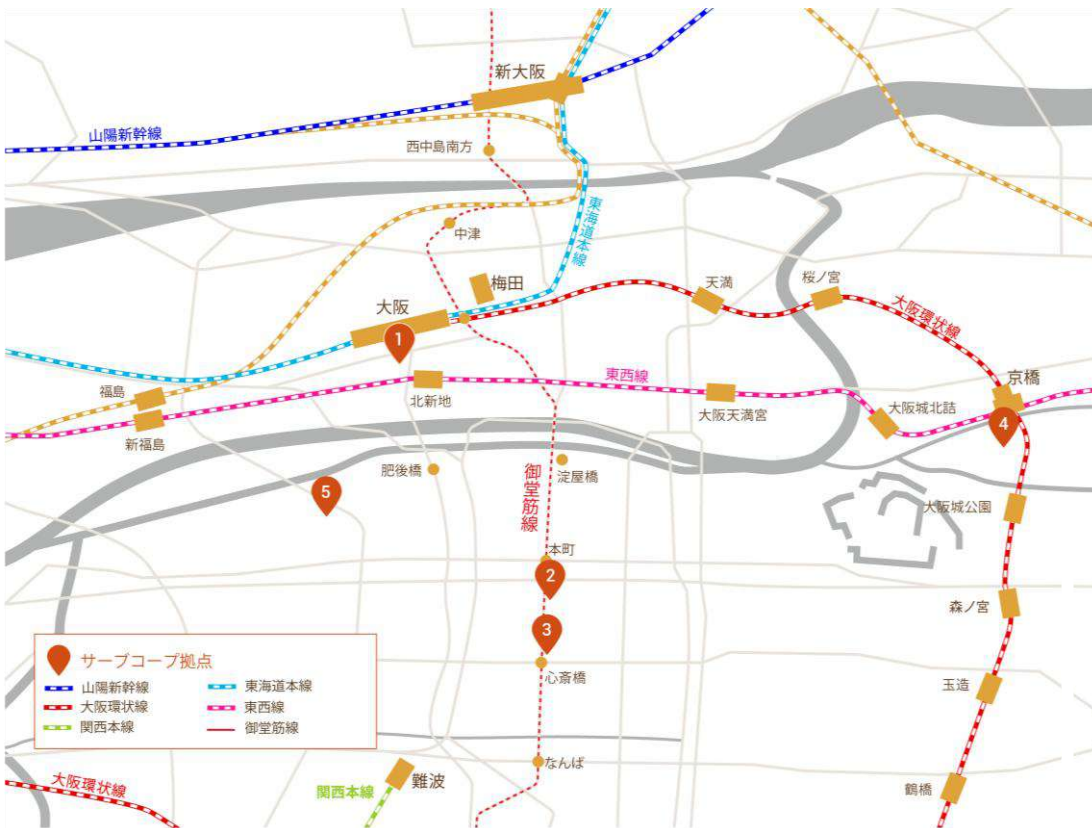 新大阪
山陽新幹線
西中島南方
東海道本線
中津
梅田
天満
桜ノ宮
大阪
大阪環状線
1
東西線
京橋
福島
北新地
大阪天満宮
大阪城北詰
4
新福島
肥後橋
淀屋橋
御堂筋線
5
大阪城公園
本町
2
森ノ宮
3
サーブコープ拠点
心斎橋
山陽新幹線
東海道本線
玉造
大阪環状線
東西線
関西本線
御堂筋線
なんば
大阪環状線
関西本線
難波
鶴橋